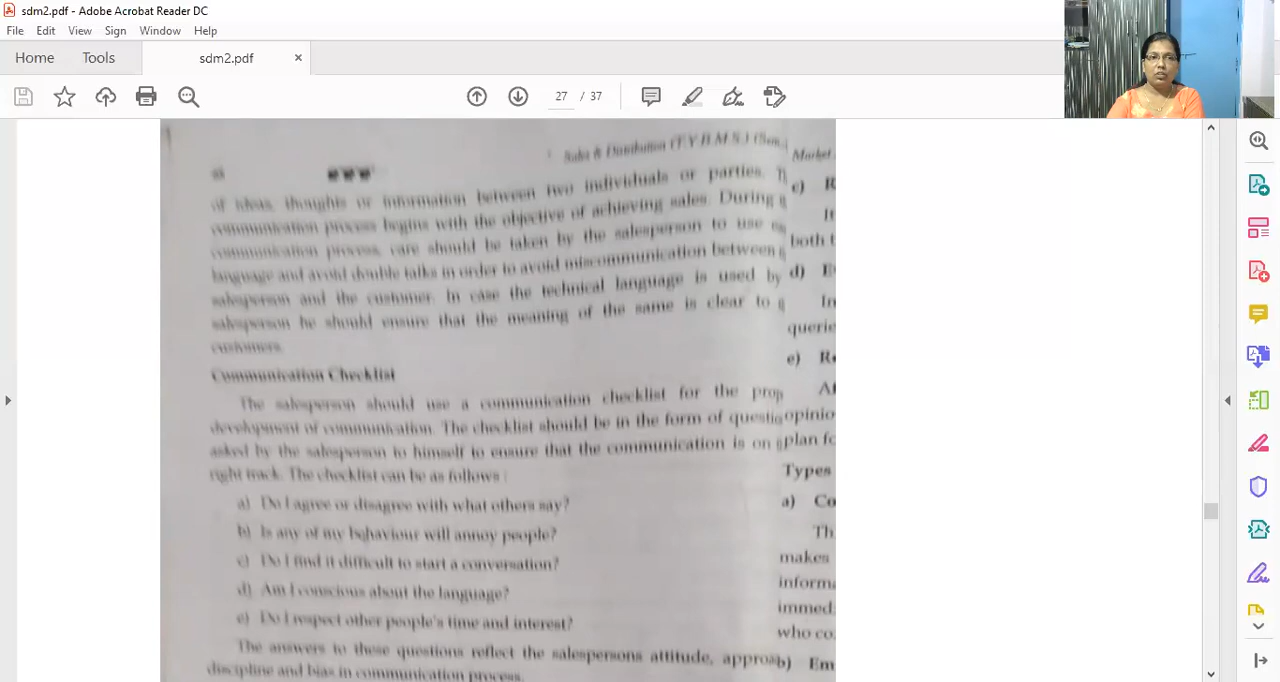 sdm2.pdf - Adobe Acrobat Reader DC
File Edit View Sign Window Help
Home Tools sdm2.pdf ×
27 / 37
Sales & Distribution (T.Y.B.M.S.) (Sem.
of ideas, thoughts or information between two individuals or parties.
communication process begins with the objective of achieving sales. During
communication process, care should be taken by the salesperson to use
language and avoid double talks in order to avoid miscommunication between
salesperson and the customer. In case the technical language is used by
salesperson he should ensure that the meaning of the same is clear to
customers.
Communication Checklist
The salesperson should use a communication checklist for the prop
development of communication. The checklist should be in the form of questio
asked by the salesperson to himself to ensure that the communication is on
right track. The checklist can be as follows :
a) Do I agree or disagree with what others say?
b) Is any of my behaviour will annoy people?
c) Do I find it difficult to start a conversation?
d) Am I conscious about the language?
e) Do I respect other people's time and interest?
The answers to these questions reflect the salespersons attitude, approa
discipline and bias in communication process.
Market
c) R
It
both t
d) E
In
querie
e) Re
Af
opinio
plan fo
Types
a) Co
Th
makes
inform
immed
who co
b) Em